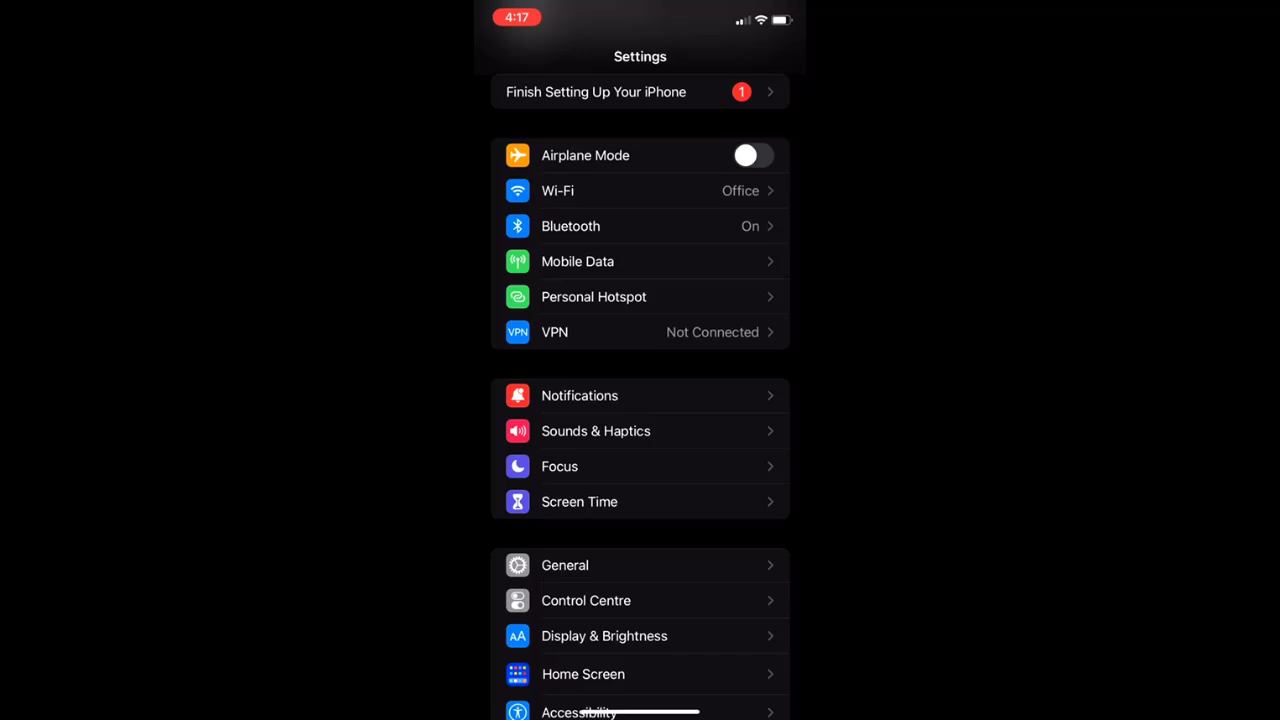 4:17
Settings
Finish Setting Up Your iPhone 1
Airplane Mode
Wi-Fi Office
Bluetooth On
Mobile Data
Personal Hotspot
VPN VPN Not Connected
Notifications
Sounds & Haptics
Focus
Screen Time
General
Control Centre
AA Display & Brightness
Home Screen
Accessibility